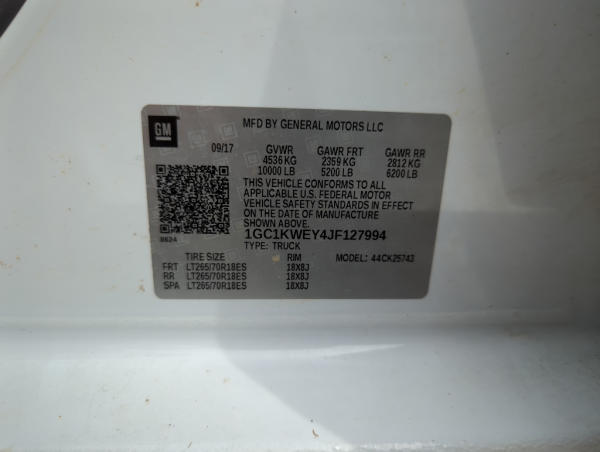 GM
MFD BY GENERAL MOTORS LLC
09/17 GVWR GAWR FRT GAWR RR
4536 KG 2359 KG 2812 KG
10000 LB 5200 LB 6200 LB
THIS VEHICLE CONFORMS TO ALL
APPLICABLE U.S. FEDERAL MOTOR
VEHICLE SAFETY STANDARDS IN EFFECT
ON THE DATE OF MANUFACTURE
SHOWN ABOVE.
1GC1KWEY4JF127994
8624 TYPE: TRUCK MODEL: 44CK25743
TIRE SIZE RIM
FRT LT265/70R18ES 18X8J
RR LT265/70R18ES 18X8J
SPA LT265/70R18ES 18X8J